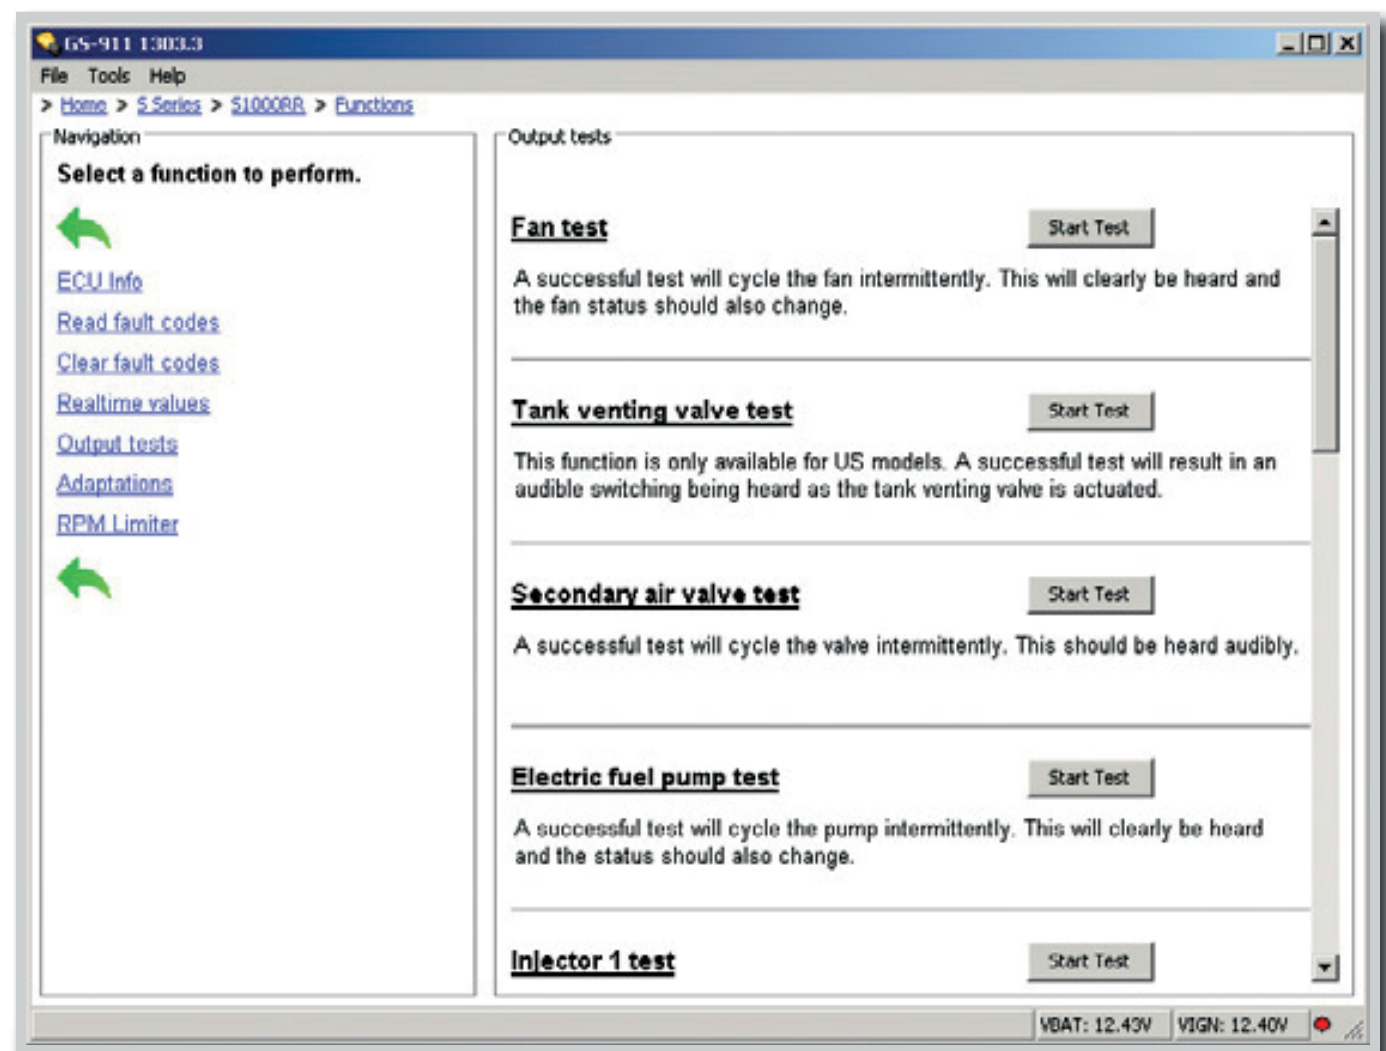 GS-911 1303.3
File Tools Help
> Home > S Series > S1000RR > Functions
Navigation
Select a function to perform.
ECU Info
Read fault codes
Clear fault codes
Realtime values
Output tests
Adaptations
RPM Limiter
Output tests
Fan test
Start Test
A successful test will cycle the fan intermittently. This will clearly be heard and
the fan status should also change.
Tank venting valve test
Start Test
This function is only available for US models. A successful test will result in an
audible switching being heard as the tank venting valve is actuated.
Secondary air valve test
Start Test
A successful test will cycle the valve intermittently. This should be heard audibly.
Electric fuel pump test
Start Test
A successful test will cycle the pump intermittently. This will clearly be heard
and the status should also change.
Injector 1 test
Start Test
VBAT: 12.43V VIGN: 12.40V